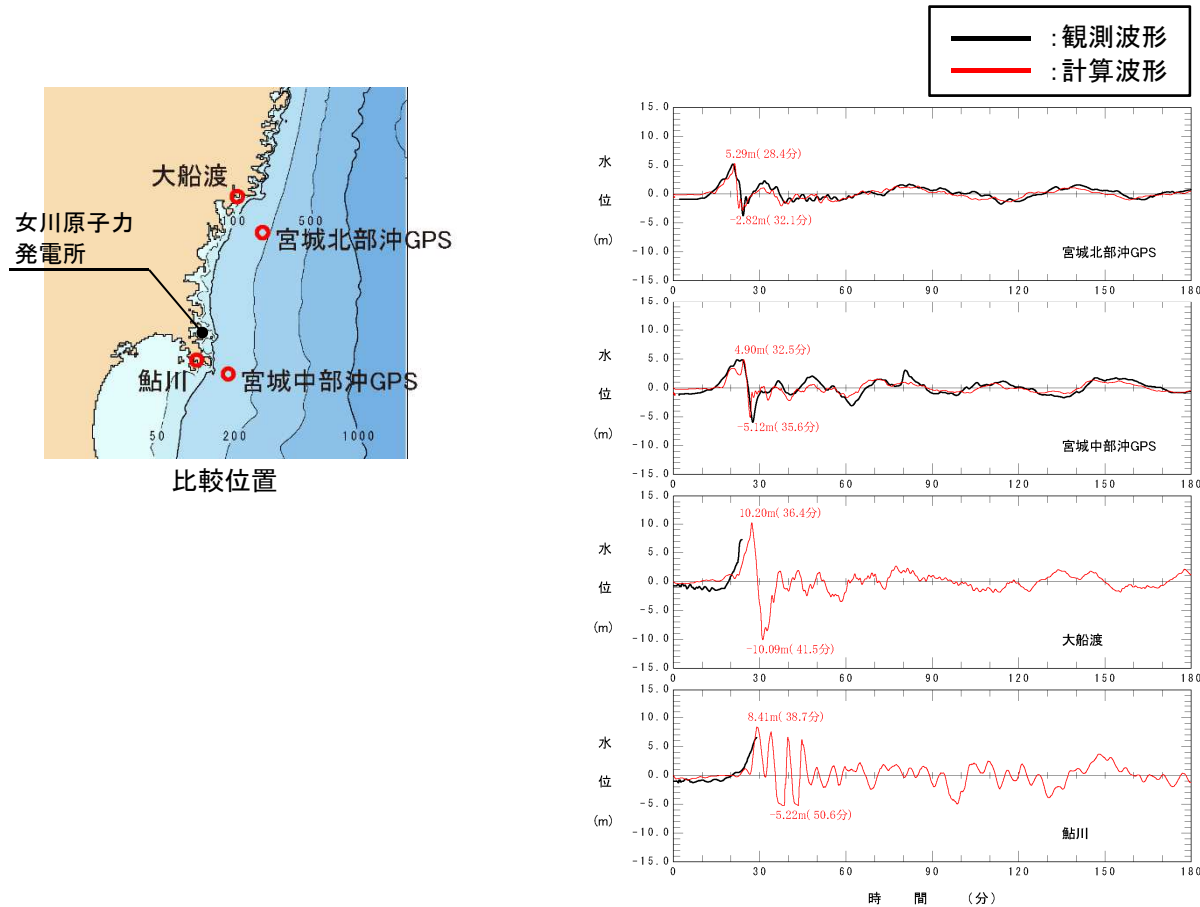 :観測波形
:計算波形
大船渡
女川原子力
発電所
100
500
宮城北部沖GPS
鮎川
宮城中部沖GPS
50
200
1000
比較位置
水
位
(m)
15.0
10.0
5.0
0.0
-5.0
-10.0
-15.0
5.29m(28.4分)
-2.82m(32.1分)
宮城北部沖GPS
0 30 60 90 120 150 180
水
位
(m)
15.0
10.0
5.0
0.0
-5.0
-10.0
-15.0
4.90m(32.5分)
-5.12m(35.6分)
宮城中部沖GPS
0 30 60 90 120 150 180
水
位
(m)
15.0
10.0
5.0
0.0
-5.0
-10.0
-15.0
10.20m(36.4分)
-10.09m(41.5分)
大船渡
0 30 60 90 120 150 180
水
位
(m)
15.0
10.0
5.0
0.0
-5.0
-10.0
-15.0
8.41m(38.7分)
-5.22m(50.6分)
鮎川
0 30 60 90 120 150 180
時 間 (分)